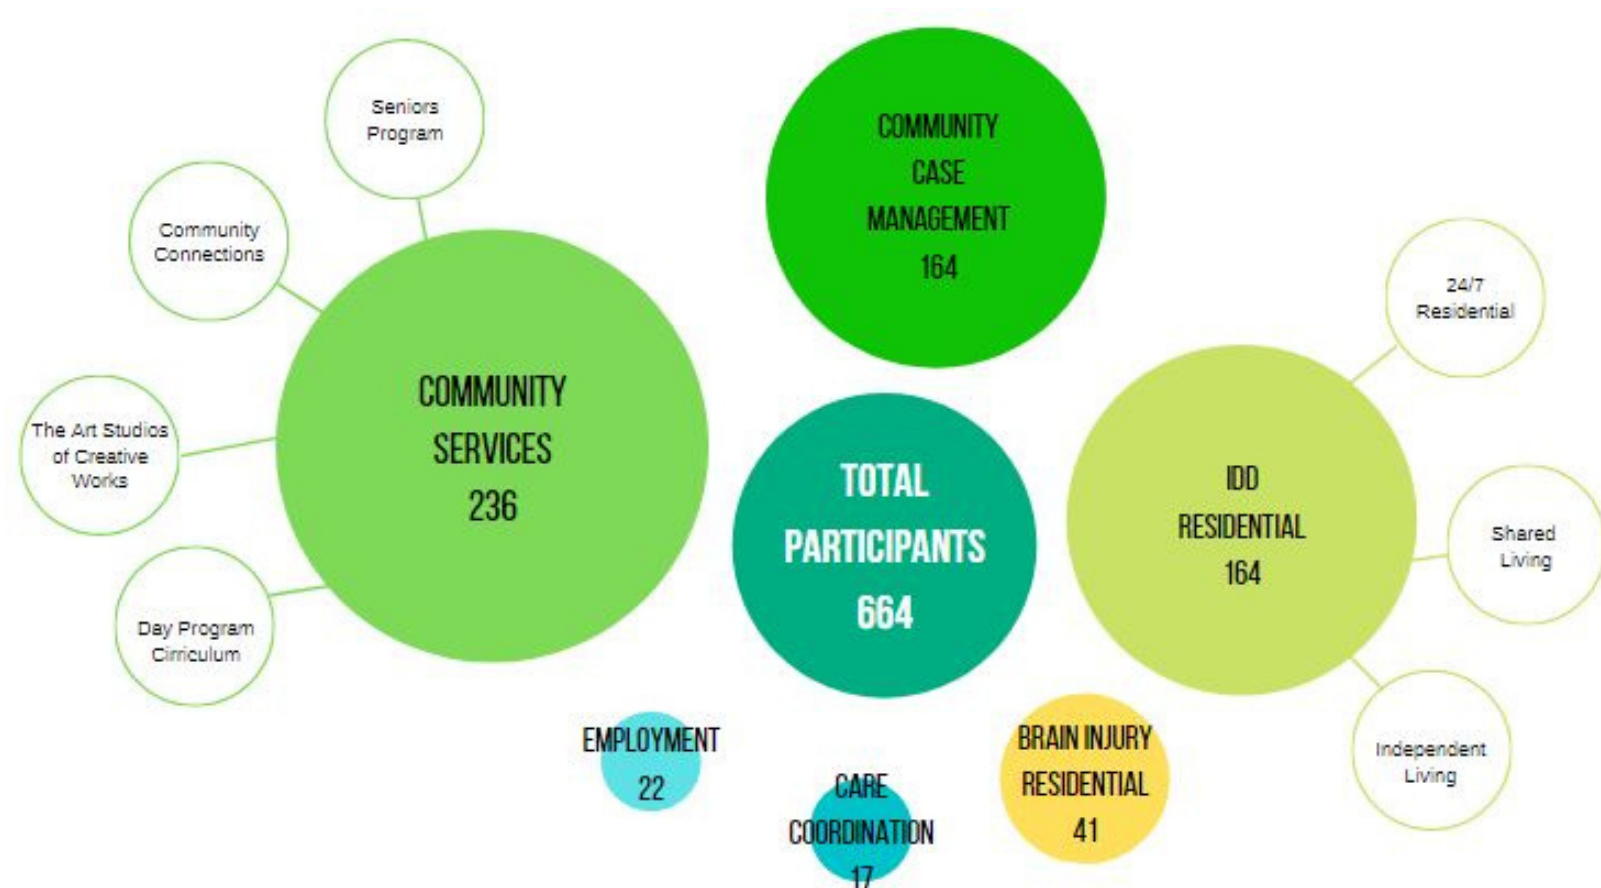 Seniors
Program
Community
Connections
The Art Studios
of Creative
Works
Day Program
Cirriculum
COMMUNITY
SERVICES
236
COMMUNITY
CASE
MANAGEMENT
164
TOTAL
PARTICIPANTS
664
IDD
RESIDENTIAL
164
24/7
Residential
Shared
Living
Independent
Living
EMPLOYMENT
22
CARE
COORDINATION
17
BRAIN INJURY
RESIDENTIAL
41